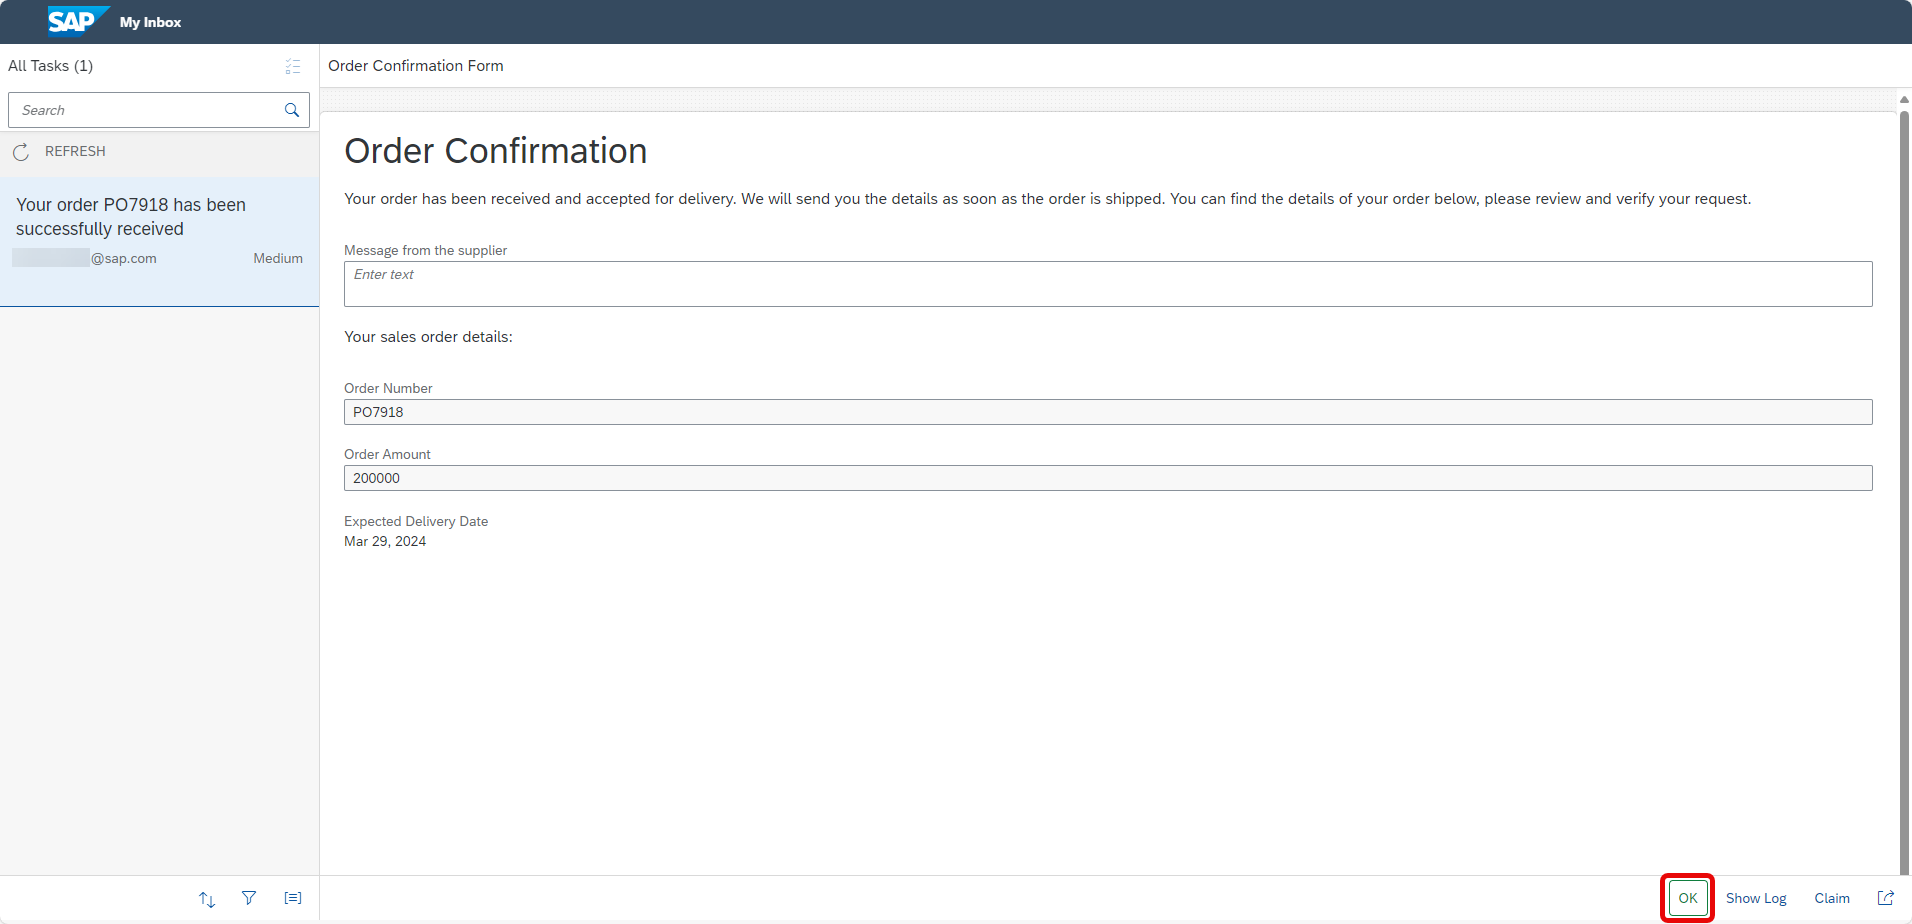 SAP My Inbox
All Tasks (1)
Search
REFRESH
Your order PO7918 has been
successfully received
@sap.com Medium
Order Confirmation Form
Order Confirmation
Your order has been received and accepted for delivery. We will send you the details as soon as the order is shipped. You can find the details of your order below, please review and verify your request.
Message from the supplier
Enter text
Your sales order details:
Order Number
PO7918
Order Amount
200000
Expected Delivery Date
Mar 29, 2024
OK Show Log Claim